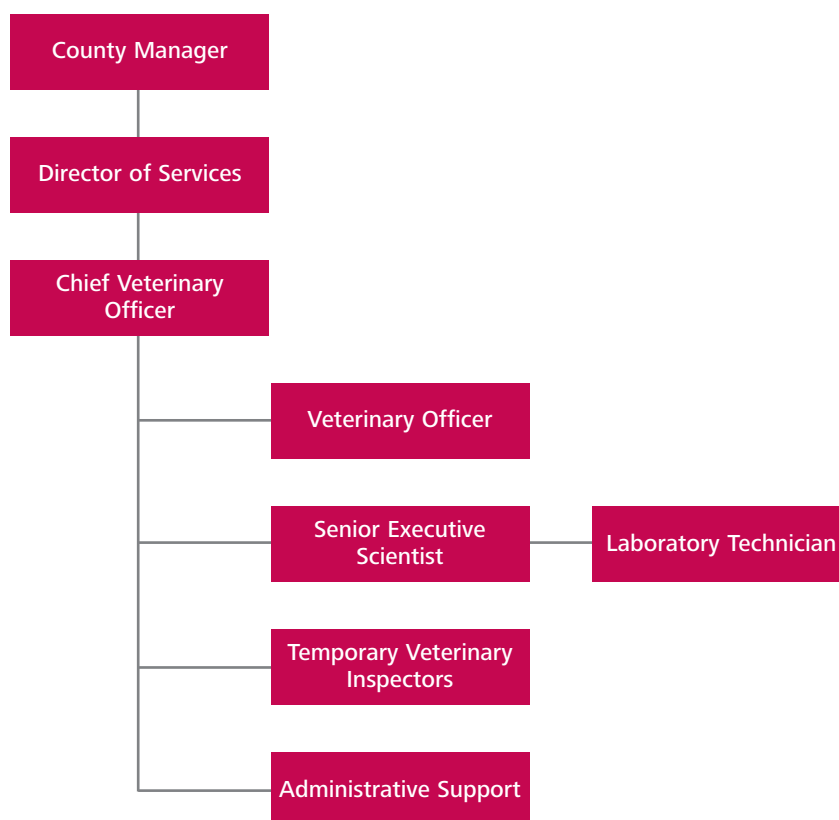 County Manager
Director of Services
Chief Veterinary
Officer
Veterinary Officer
Senior Executive
Scientist
Laboratory Technician
Temporary Veterinary
Inspectors
Administrative Support